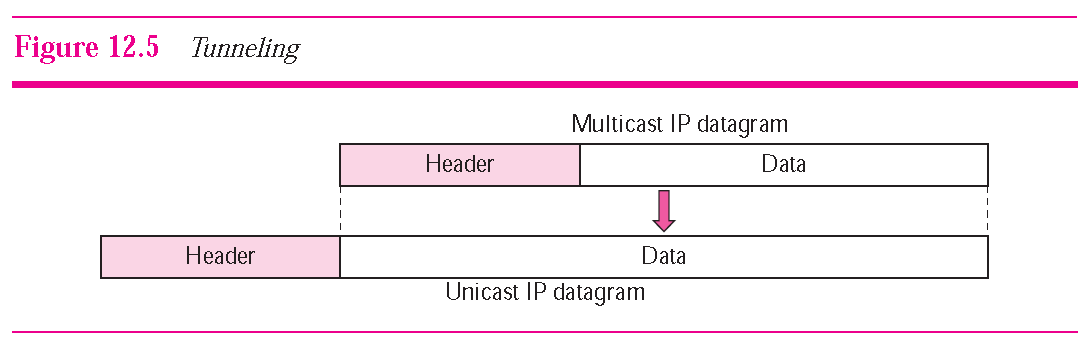 Figure 12.5 Tunneling
Multicast IP datagram
Header Data
Header Data
Unicast IP datagram